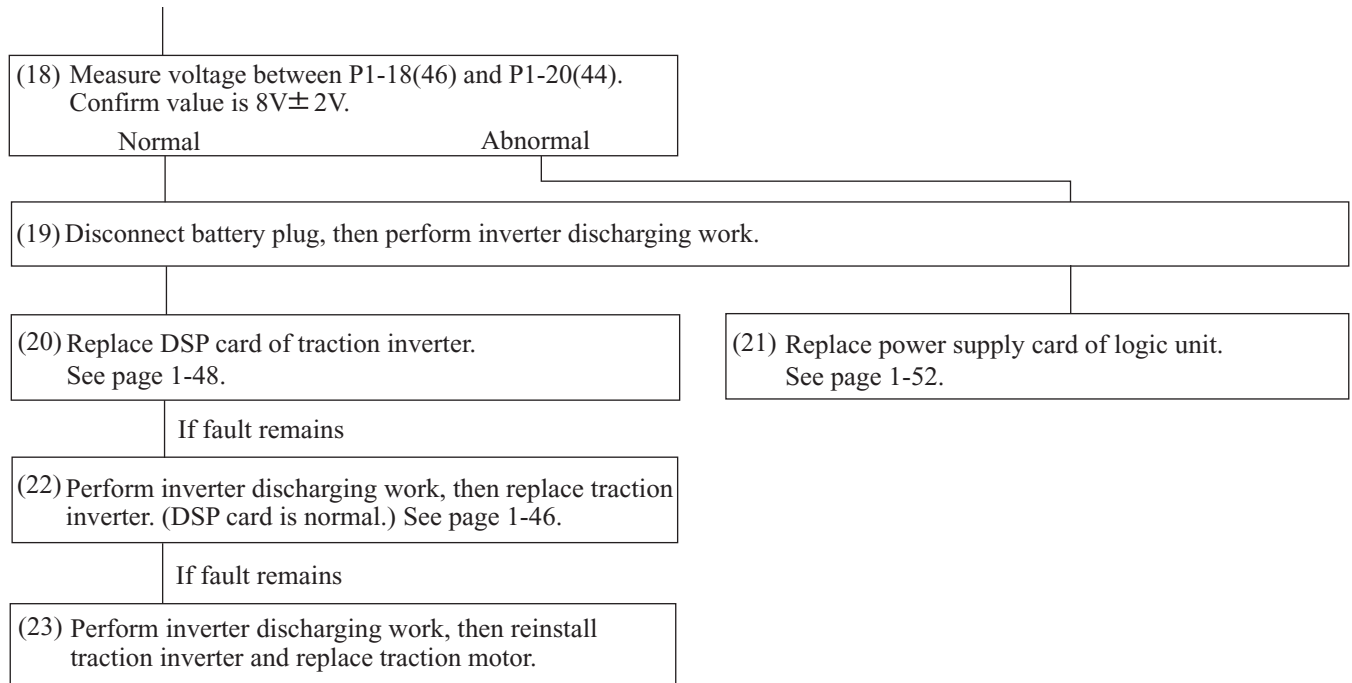 (18) Measure voltage between P1-18(46) and P1-20(44).
Confirm value is 8V± 2V.
Normal Abnormal
(19) Disconnect battery plug, then perform inverter discharging work.
(20) Replace DSP card of traction inverter.
See page 1-48.
(21) Replace power supply card of logic unit.
See page 1-52.
If fault remains
(22) Perform inverter discharging work, then replace traction
inverter. (DSP card is normal.) See page 1-46.
If fault remains
(23) Perform inverter discharging work, then reinstall
traction inverter and replace traction motor.